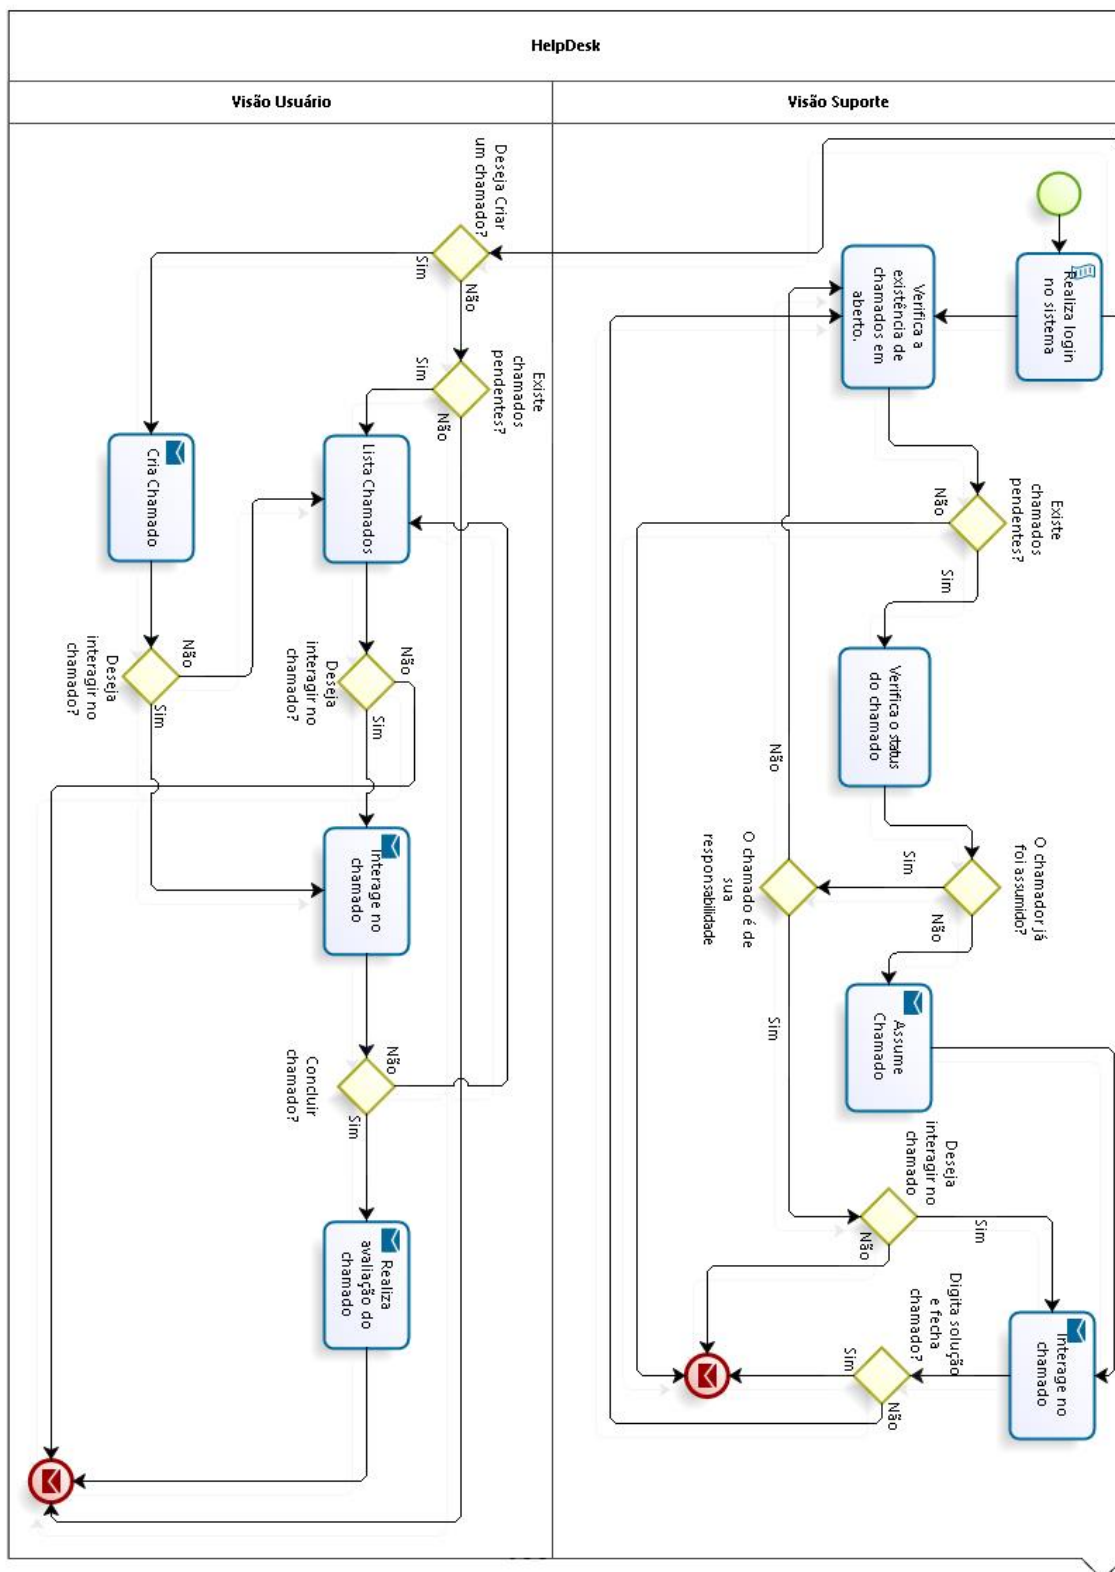 HelpDesk
Visão Usuário
Visão Suporte
Deseja Criar
um chamado?
Sim
Não
Existe
chamados
pendentes?
Sim
Não
Cria Chamado
Lista Chamados
Deseja
interagir no
chamado?
Não
Sim
Deseja
interagir no
chamado?
Não
Sim
Interage no
chamado
Concluir
chamado?
Não
Sim
Realiza
avaliação do
chamado
Realiza login
no sistema
Verifica a
existência de
chamados em
aberto.
Existe
chamados
pendentes?
Não
Sim
Verifica o status
do chamado
O chamador já
foi assumido?
Sim
Não
O chamado é de
sua
responsabilidade
Não
Sim
Assume
Chamado
Deseja
interagir no
chamado
Sim
Não
Interage no
chamado
Digita solução
e fecha
chamado?
Sim
Não